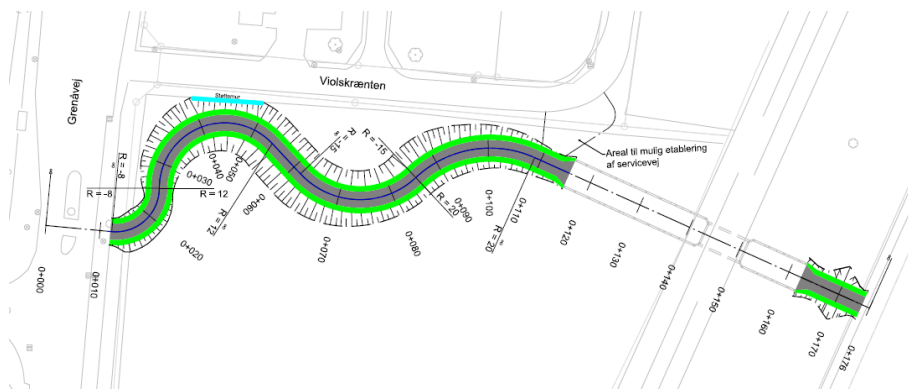 Grenåvej
Violskrænten
Støttemur
Areal til mulig etablering
af servicevej
R = -8
R = -8
R = 12
R = 12
R = -15
R = -15
R = 20
R = 20
0+000
0+010
0+020
0+030
0+040
0+050
0+060
0+070
0+080
0+090
0+100
0+110
0+120
0+130
0+140
0+150
0+160
0+170
0+176